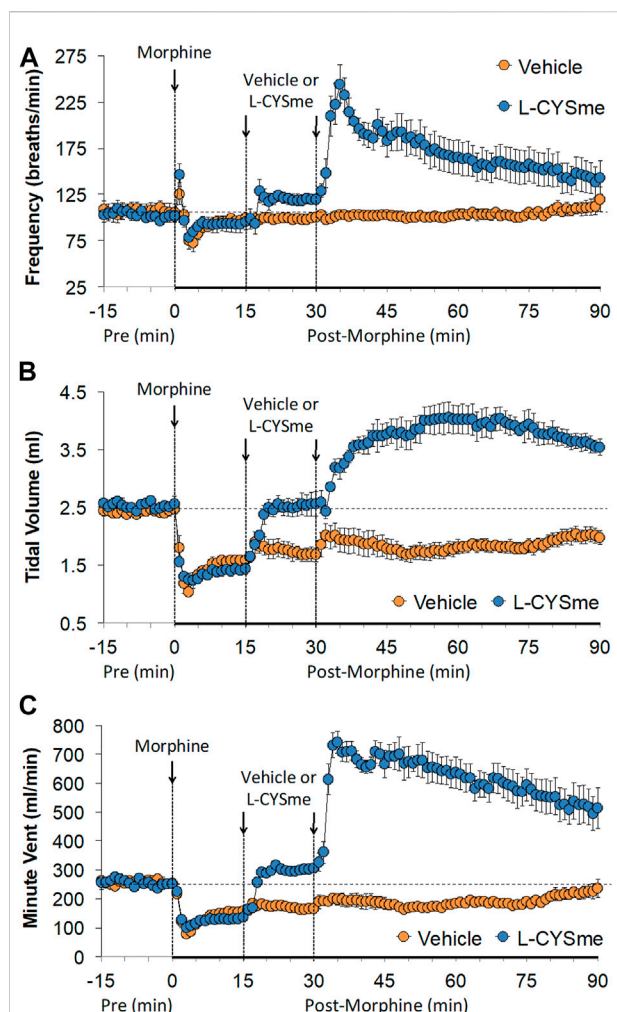 A
Morphine
Vehicle or
L-CYSme
Vehicle
L-CYSme
Frequency (breaths/min)
275
225
175
125
75
25
-15 0 15 30 45 60 75 90
Pre (min) Post-Morphine (min)
B
Morphine
Vehicle or
L-CYSme
Tidal Volume (ml)
4.5
3.5
2.5
1.5
0.5
Vehicle L-CYSme
-15 0 15 30 45 60 75 90
Pre (min) Post-Morphine (min)
C
Morphine
Vehicle or
L-CYSme
Minute Vent (ml/min)
800
700
600
500
400
300
200
100
0
Vehicle L-CYSme
-15 0 15 30 45 60 75 90
Pre (min) Post-Morphine (min)